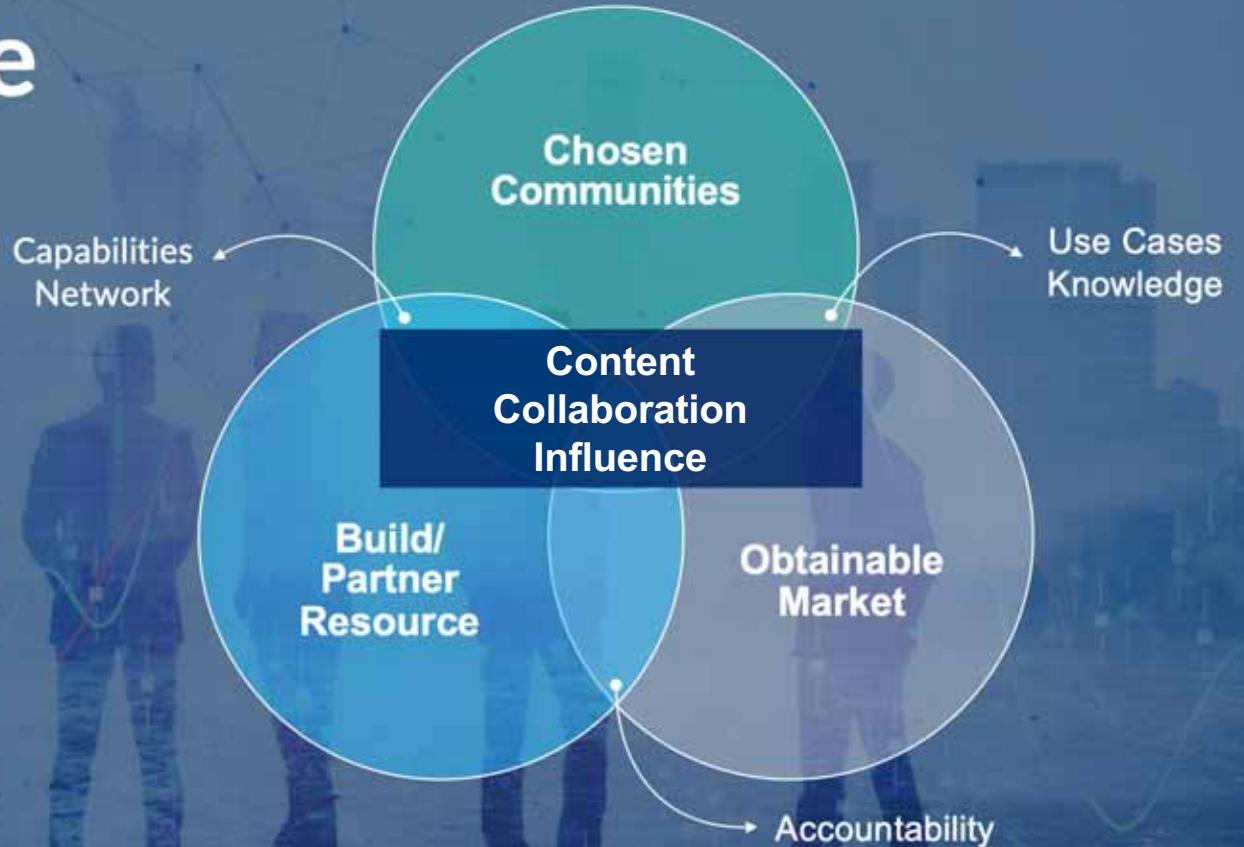 Chosen
Communities
Capabilities
Network
Use Cases
Knowledge
Content
Collaboration
Influence
Build/
Partner
Resource
Obtainable
Market
Accountability